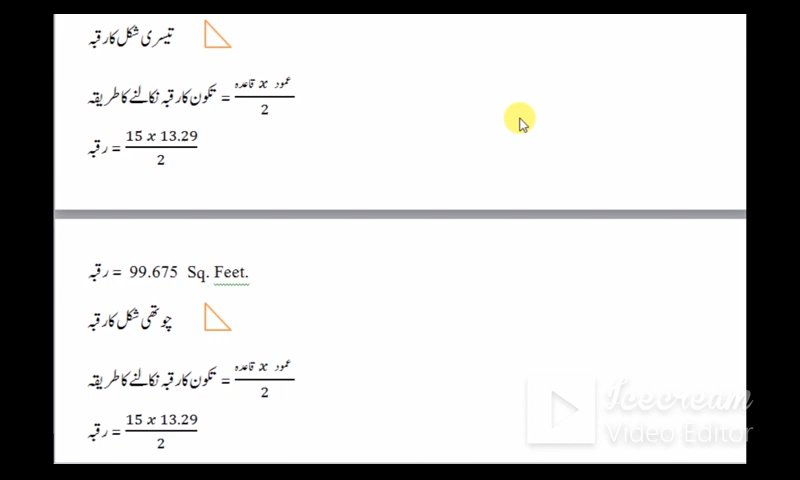 تیسری شکل کا رقبہ
تکون کا رقبہ نکالنے کا طریقہ = عمود x قاعدہ / 2
رقبہ = 15 x 13.29 / 2
رقبہ = 99.675 Sq. Feet.
چوتھی شکل کا رقبہ
تکون کا رقبہ نکالنے کا طریقہ = عمود x قاعدہ / 2
رقبہ = 15 x 13.29 / 2
Icecream
Video Editor